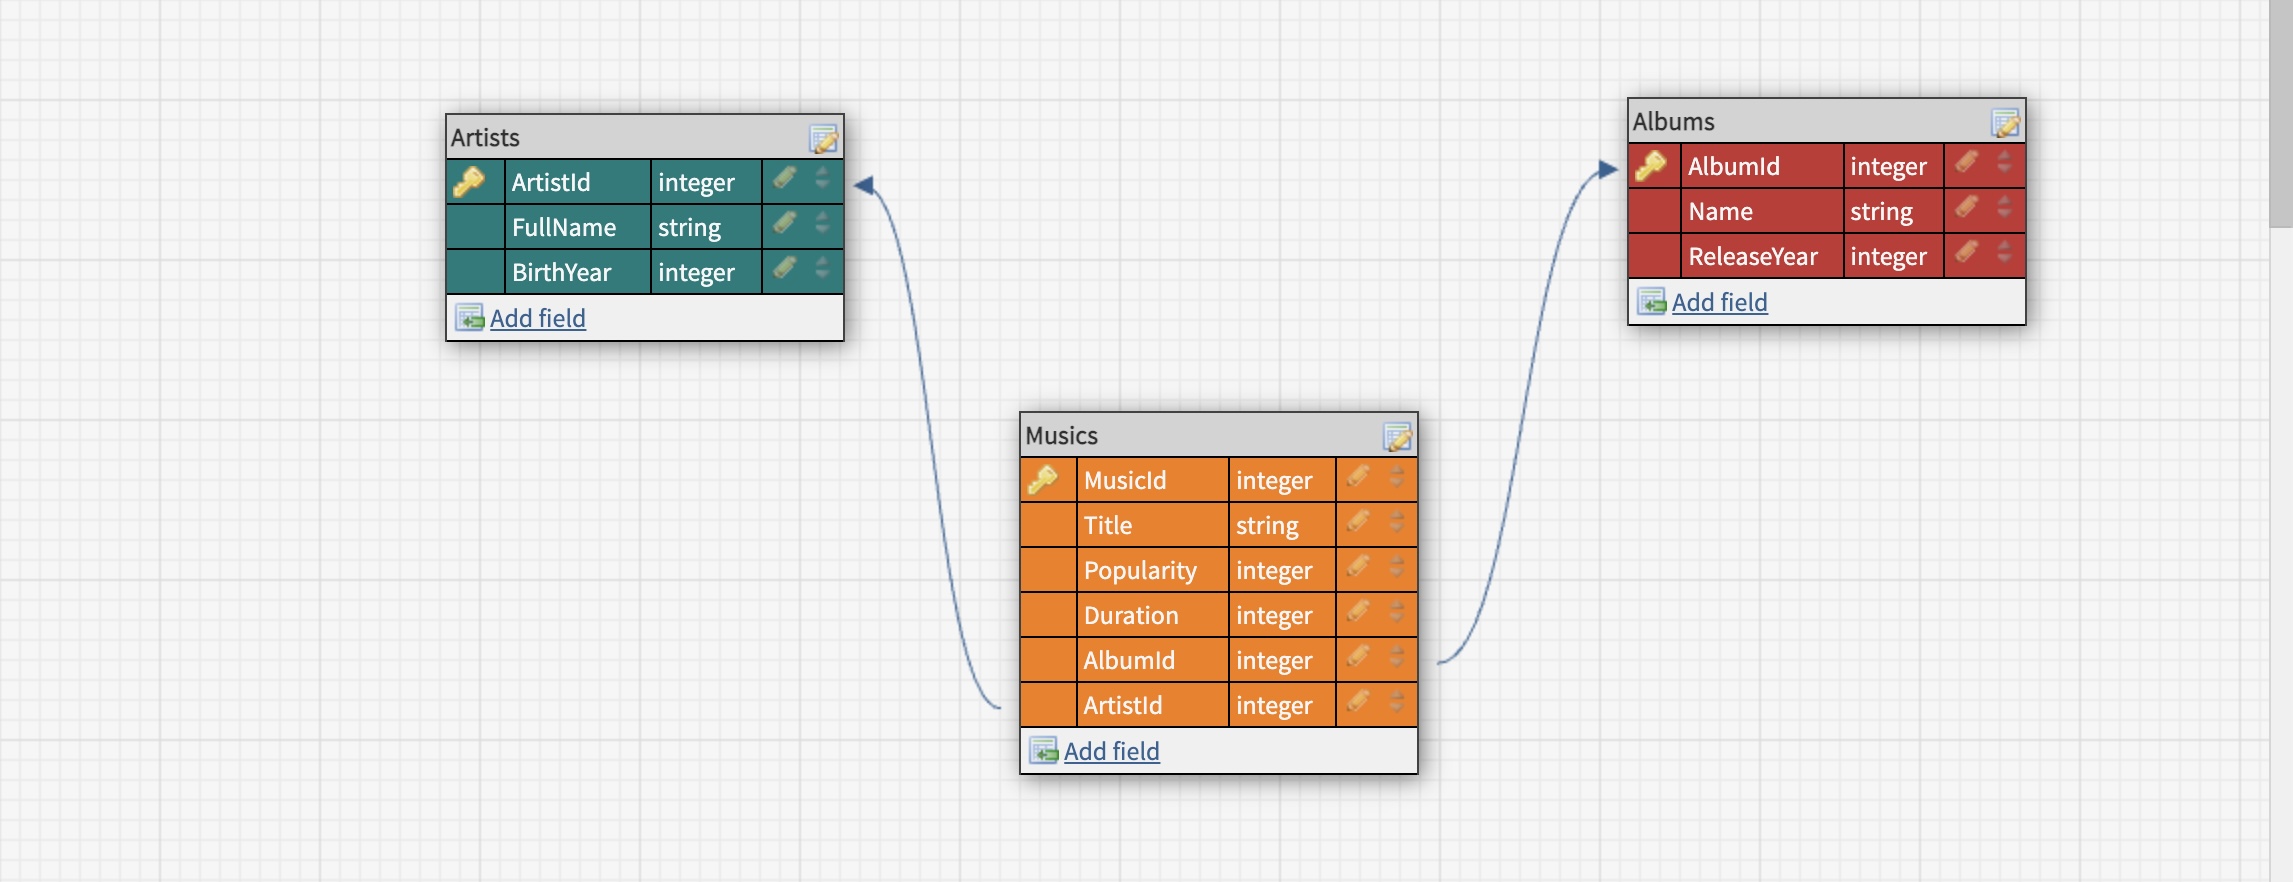 Artists
ArtistId integer
FullName string
BirthYear integer
Add field
Albums
AlbumId integer
Name string
ReleaseYear integer
Add field
Musics
MusicId integer
Title string
Popularity integer
Duration integer
AlbumId integer
ArtistId integer
Add field